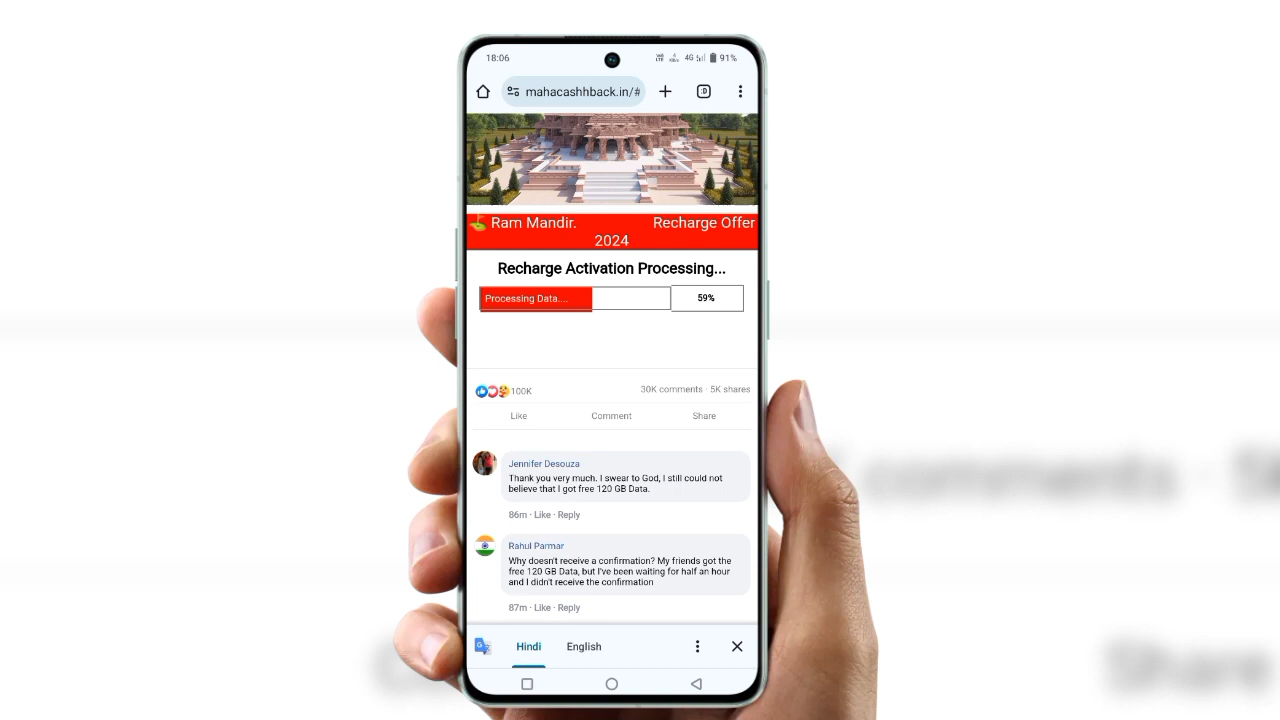 18:06
4G 91%
mahacashhback.in/#
Ram Mandir. Recharge Offer
2024
Recharge Activation Processing...
Processing Data.... 59%
100K 30K comments · 5K shares
Like Comment Share
Jennifer Desouza
Thank you very much. I swear to God, I still could not
believe that I got free 120 GB Data.
86m · Like · Reply
Rahul Parmar
Why doesn't receive a confirmation? My friends got the
free 120 GB Data, but I've been waiting for half an hour
and I didn't receive the confirmation
87m · Like · Reply
Hindi English
comments · 5K
Share